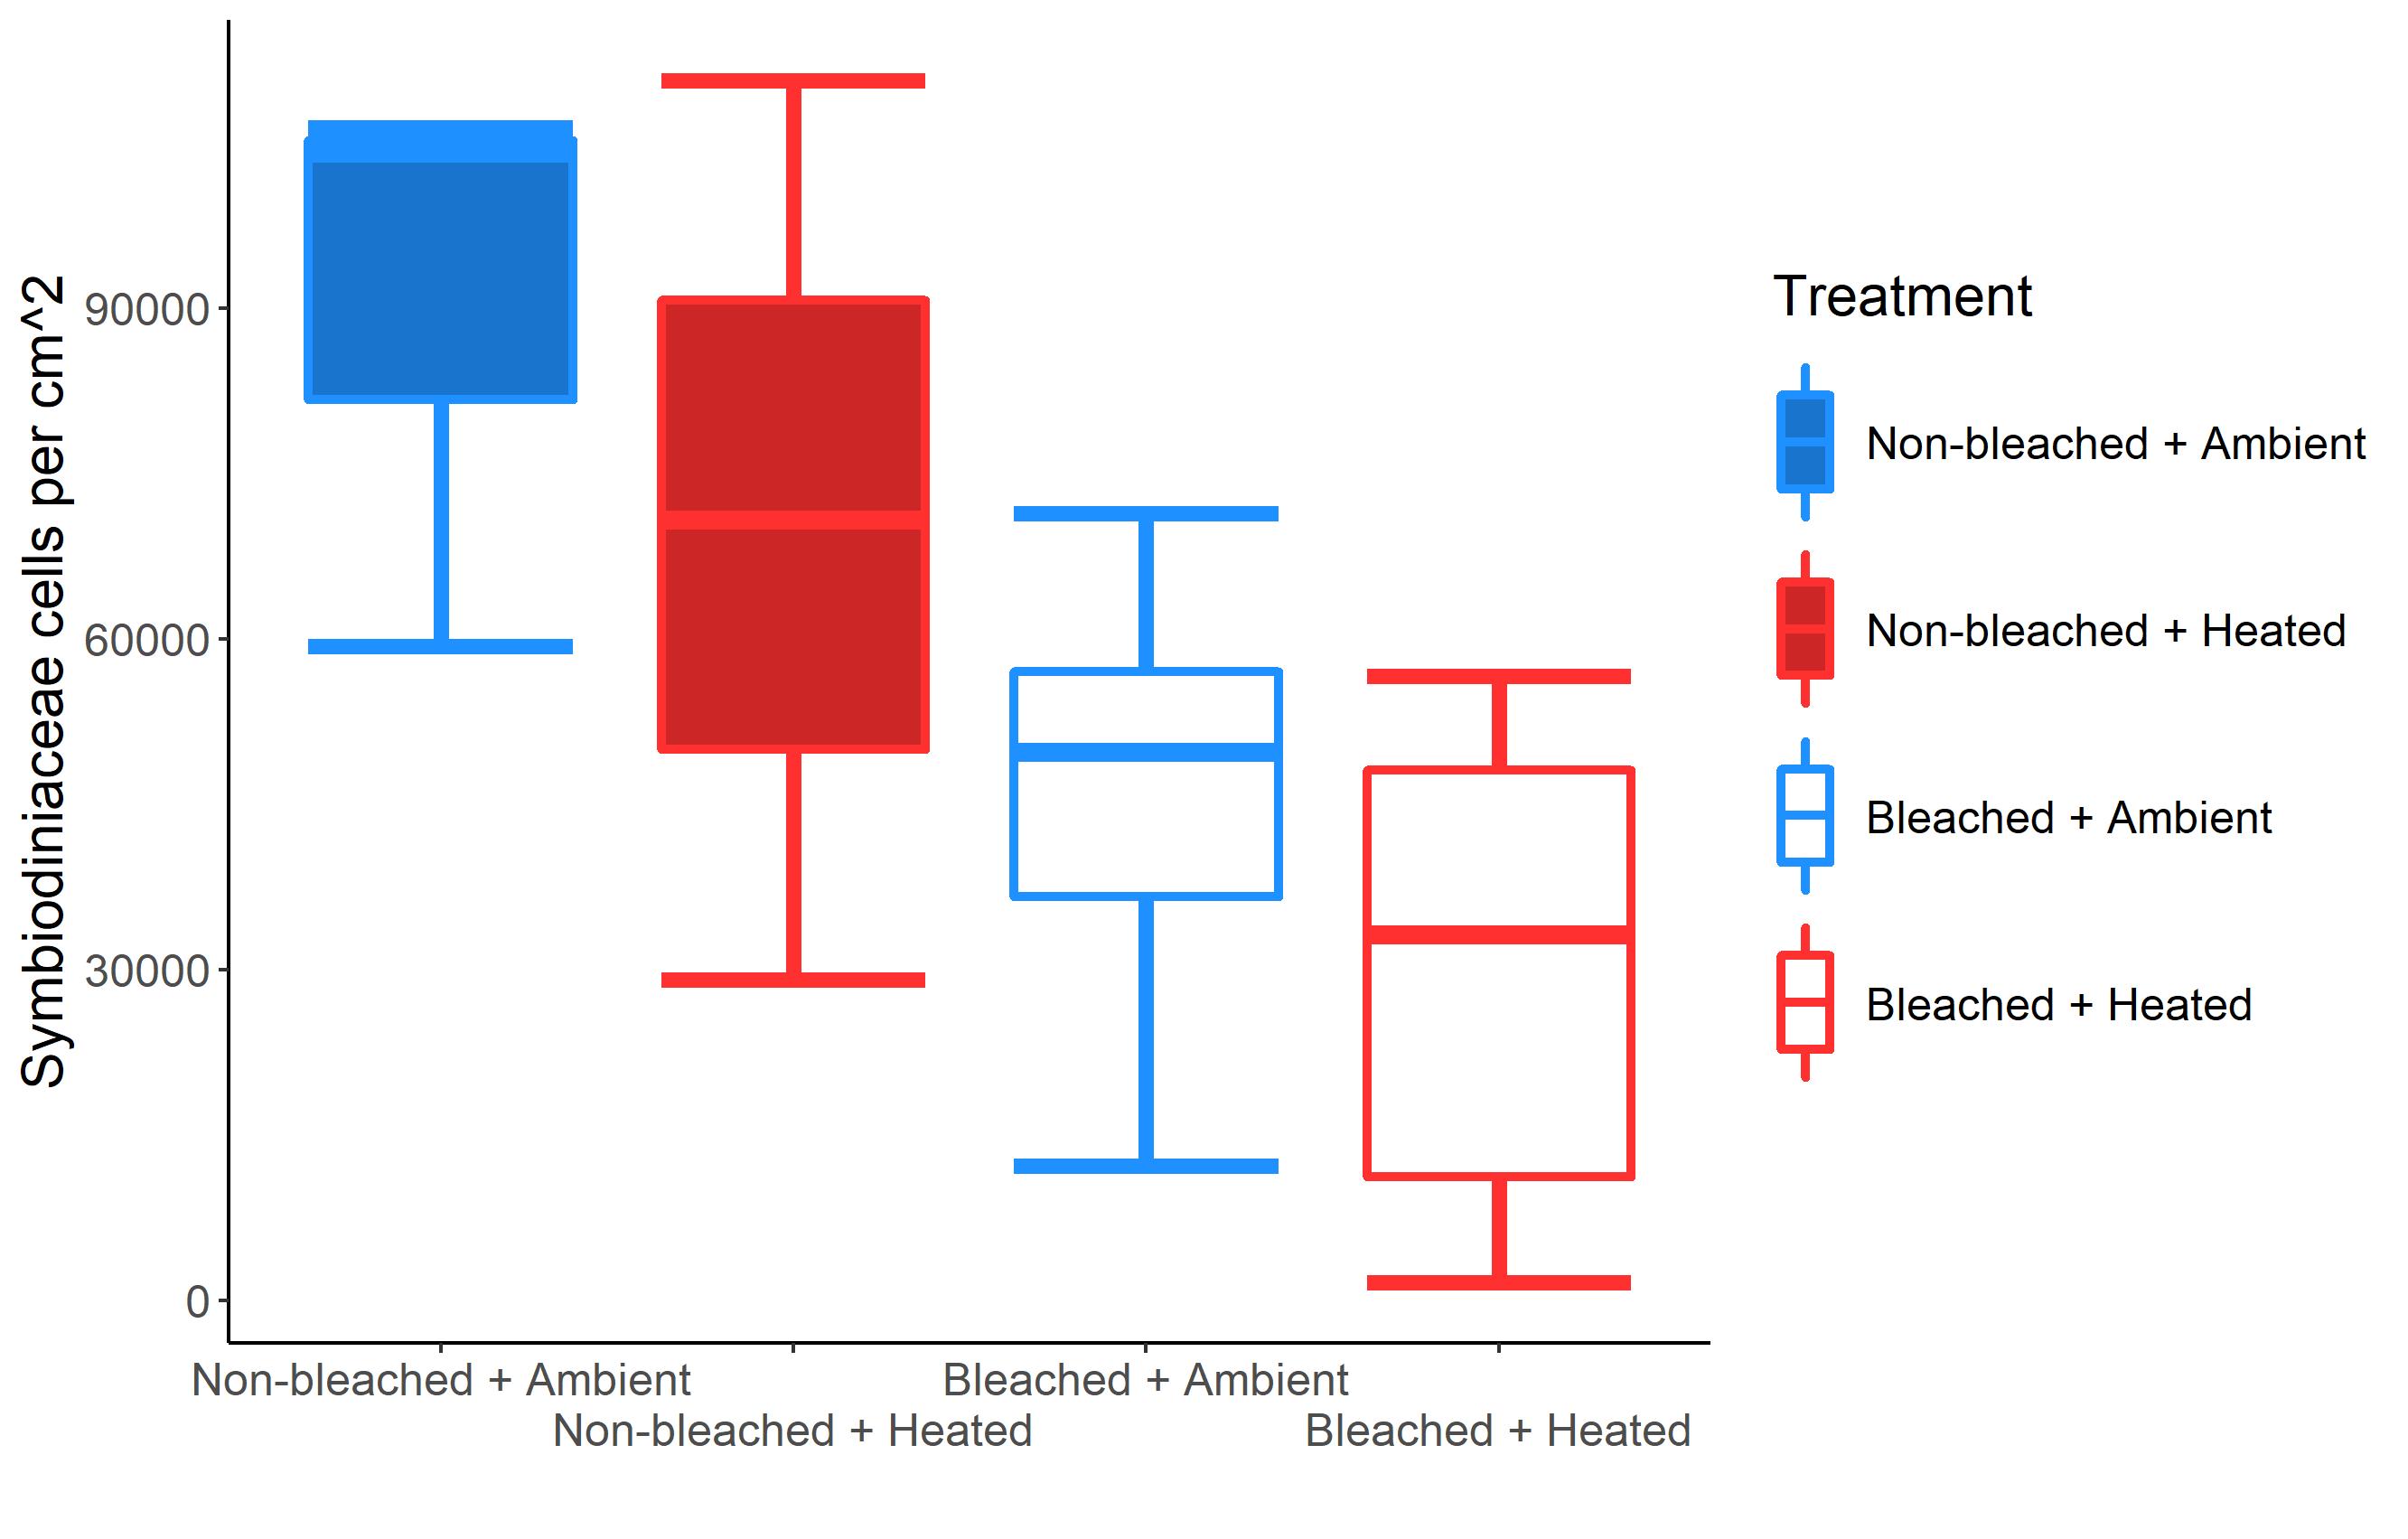 Symbiodiniaceae cells per cm^2
90000
60000
30000
0
Non-bleached + Ambient
Non-bleached + Heated
Bleached + Ambient
Bleached + Heated
Treatment
Non-bleached + Ambient
Non-bleached + Heated
Bleached + Ambient
Bleached + Heated